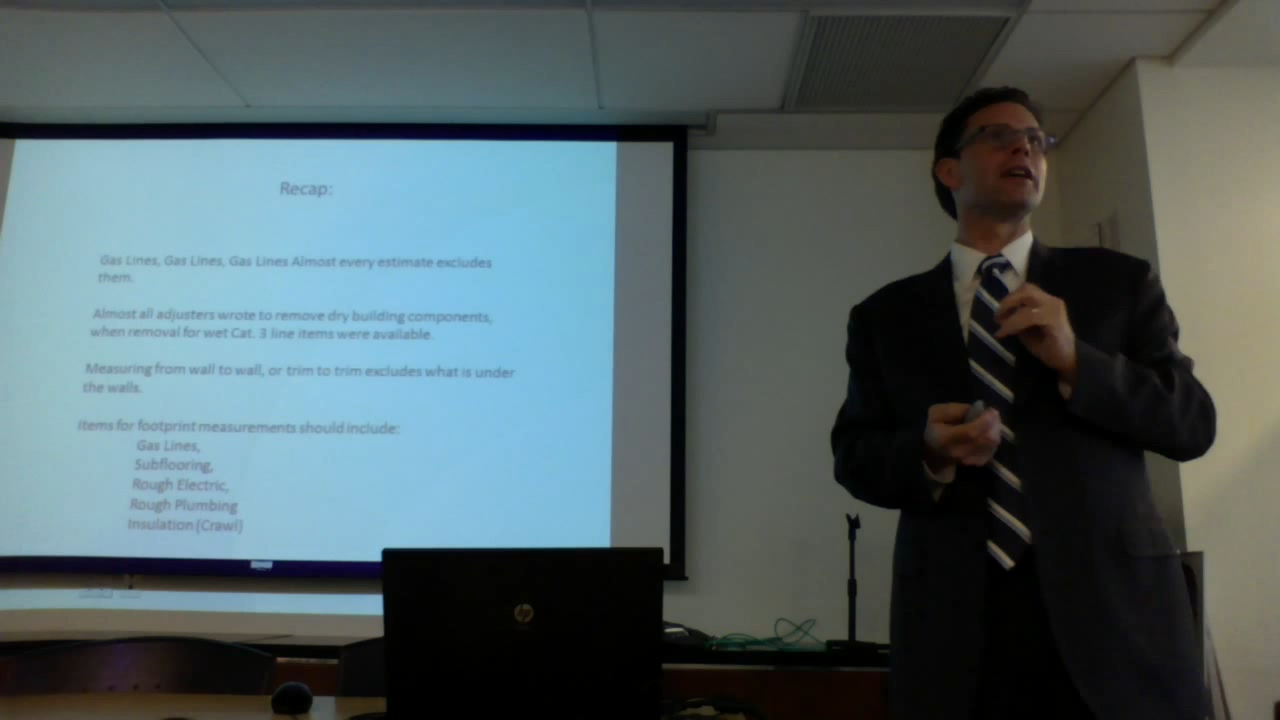 Recap:
Gas Lines, Gas Lines, Gas Lines Almost every estimate excludes
them.
Almost all adjusters wrote to remove dry building components,
when removal for wet Cat. 3 line items were available.
Measuring from wall to wall, or trim to trim excludes what is under
the walls.
Items for footprint measurements should include:
Gas Lines,
Subflooring,
Rough Electric,
Rough Plumbing
Insulation (Crawl)
hp